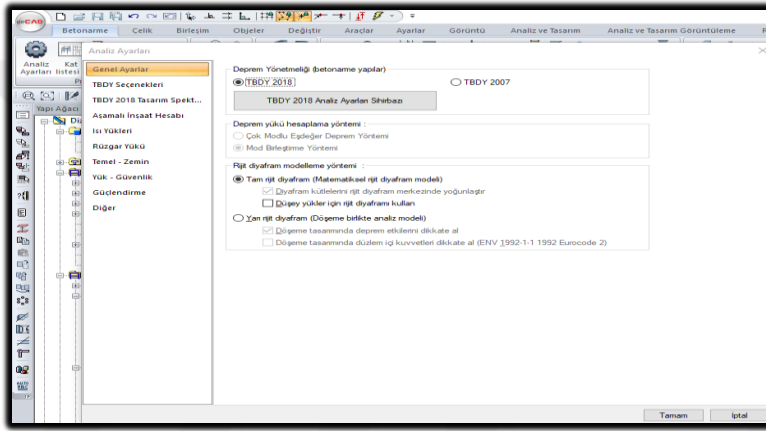 Betonarme Çelik Birleşim Objeler Değiştir Araçlar Ayarlar Görüntü Analiz ve Tasarım Analiz ve Tasarım Görüntüleme
Analiz Ayarları
Analiz Ayarları
Kat listesi
Yapı Ağacı
Genel Ayarlar
TBDY Seçenekleri
TBDY 2018 Tasarım Spekt...
Aşamalı İnşaat Hesabı
Isı Yükleri
Rüzgar Yükü
Temel - Zemin
Yük - Güvenlik
Güçlendirme
Diğer
Deprem Yönetmeliği (betonarme yapılar)
TBDY 2018 TBDY 2007
TBDY 2018 Analiz Ayarları Sihirbazı
Deprem yükü hesaplama yöntemi :
Çok Modlu Eşdeğer Deprem Yöntemi
Mod Birleştirme Yöntemi
Rijit diyafram modelleme yöntemi :
Tam rijit diyafram (Matematiksel rijit diyafram modeli)
Diyafram kütlelerini rijit diyafram merkezinde yoğunlaştır
Düşey yükler için rijit diyaframı kullan
Yarı rijit diyafram (Döşeme birlikte analiz modeli)
Döşeme tasarımında deprem etkilerini dikkate al
Döşeme tasarımında düzlem içi kuvvetleri dikkate al (ENV 1992-1-1 1992 Eurocode 2)
Tamam İptal